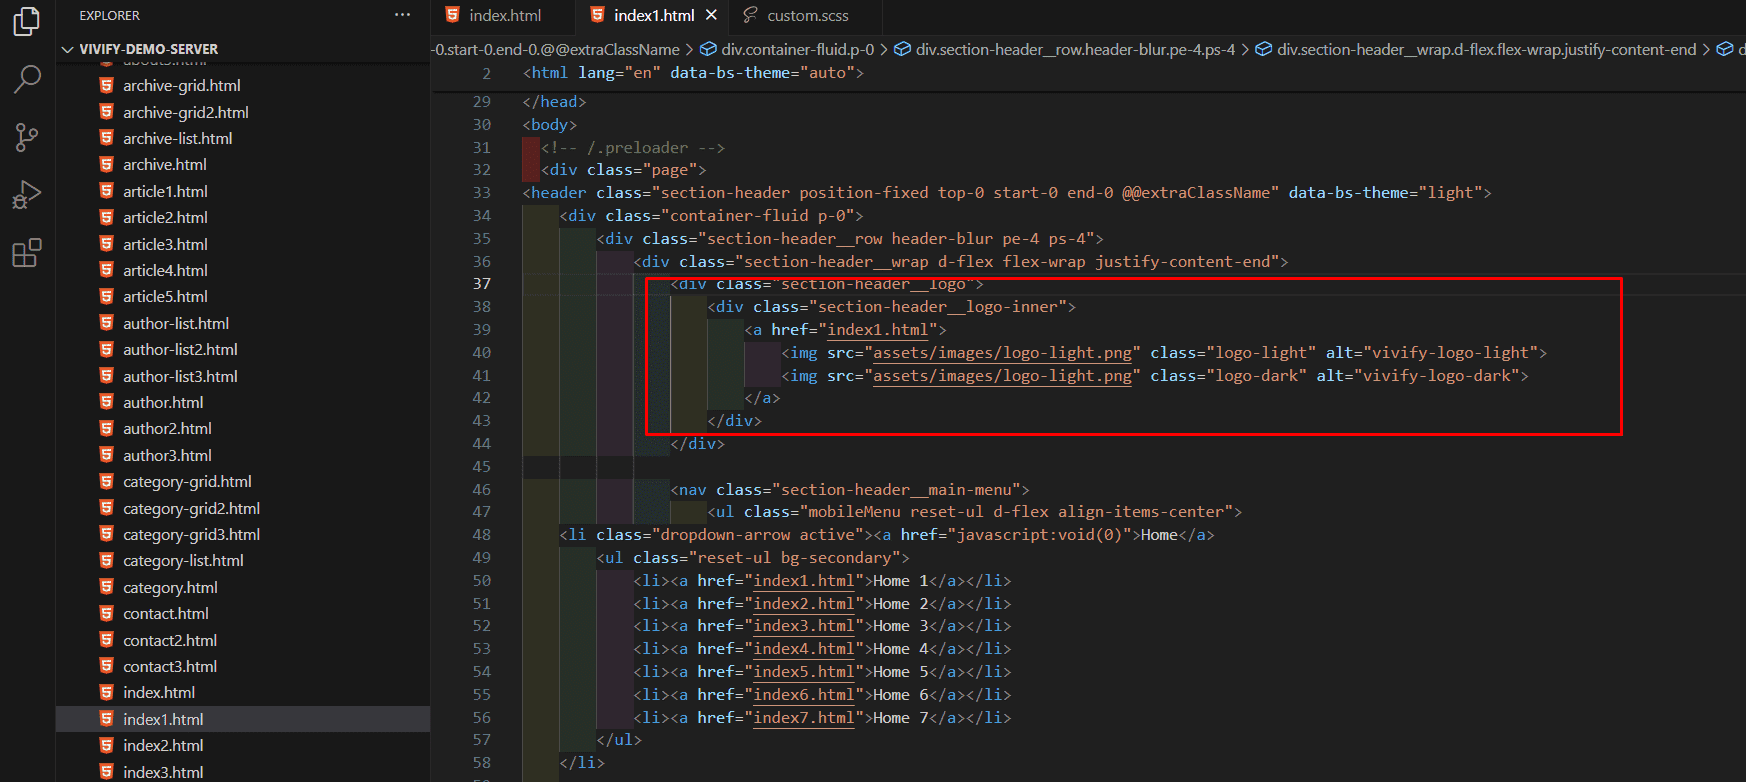 EXPLORER
VIVIFY-DEMO-SERVER
about3.html
archive-grid.html
archive-grid2.html
archive-list.html
archive.html
article1.html
article2.html
article3.html
article4.html
article5.html
author-list.html
author-list2.html
author-list3.html
author.html
author2.html
author3.html
category-grid.html
category-grid2.html
category-grid3.html
category-list.html
category.html
contact.html
contact2.html
contact3.html
index.html
index1.html
index2.html
index3.html
index.html index1.html custom.scss
-0.start-0.end-0.@@extraClassName > div.container-fluid.p-0 > div.section-header__row.header-blur.pe-4.ps-4 > div.section-header__wrap.d-flex.flex-wrap.justify-content-end > d
2 <html lang="en" data-bs-theme="auto">
29 </head>
30 <body>
31 <!-- /.preloader -->
32 <div class="page">
33 <header class="section-header position-fixed top-0 start-0 end-0 @@extraClassName" data-bs-theme="light">
34 <div class="container-fluid p-0">
35 <div class="section-header__row header-blur pe-4 ps-4">
36 <div class="section-header__wrap d-flex flex-wrap justify-content-end">
37 <div class="section-header__logo">
38 <div class="section-header__logo-inner">
39 <a href="index1.html">
40 <img src="assets/images/logo-light.png" class="logo-light" alt="vivify-logo-light">
41 <img src="assets/images/logo-light.png" class="logo-dark" alt="vivify-logo-dark">
42 </a>
43 </div>
44 </div>
45
46 <nav class="section-header__main-menu">
47 <ul class="mobileMenu reset-ul d-flex align-items-center">
48 <li class="dropdown-arrow active"><a href="javascript:void(0)">Home</a>
49 <ul class="reset-ul bg-secondary">
50 <li><a href="index1.html">Home 1</a></li>
51 <li><a href="index2.html">Home 2</a></li>
52 <li><a href="index3.html">Home 3</a></li>
53 <li><a href="index4.html">Home 4</a></li>
54 <li><a href="index5.html">Home 5</a></li>
55 <li><a href="index6.html">Home 6</a></li>
56 <li><a href="index7.html">Home 7</a></li>
57 </ul>
58 </li>